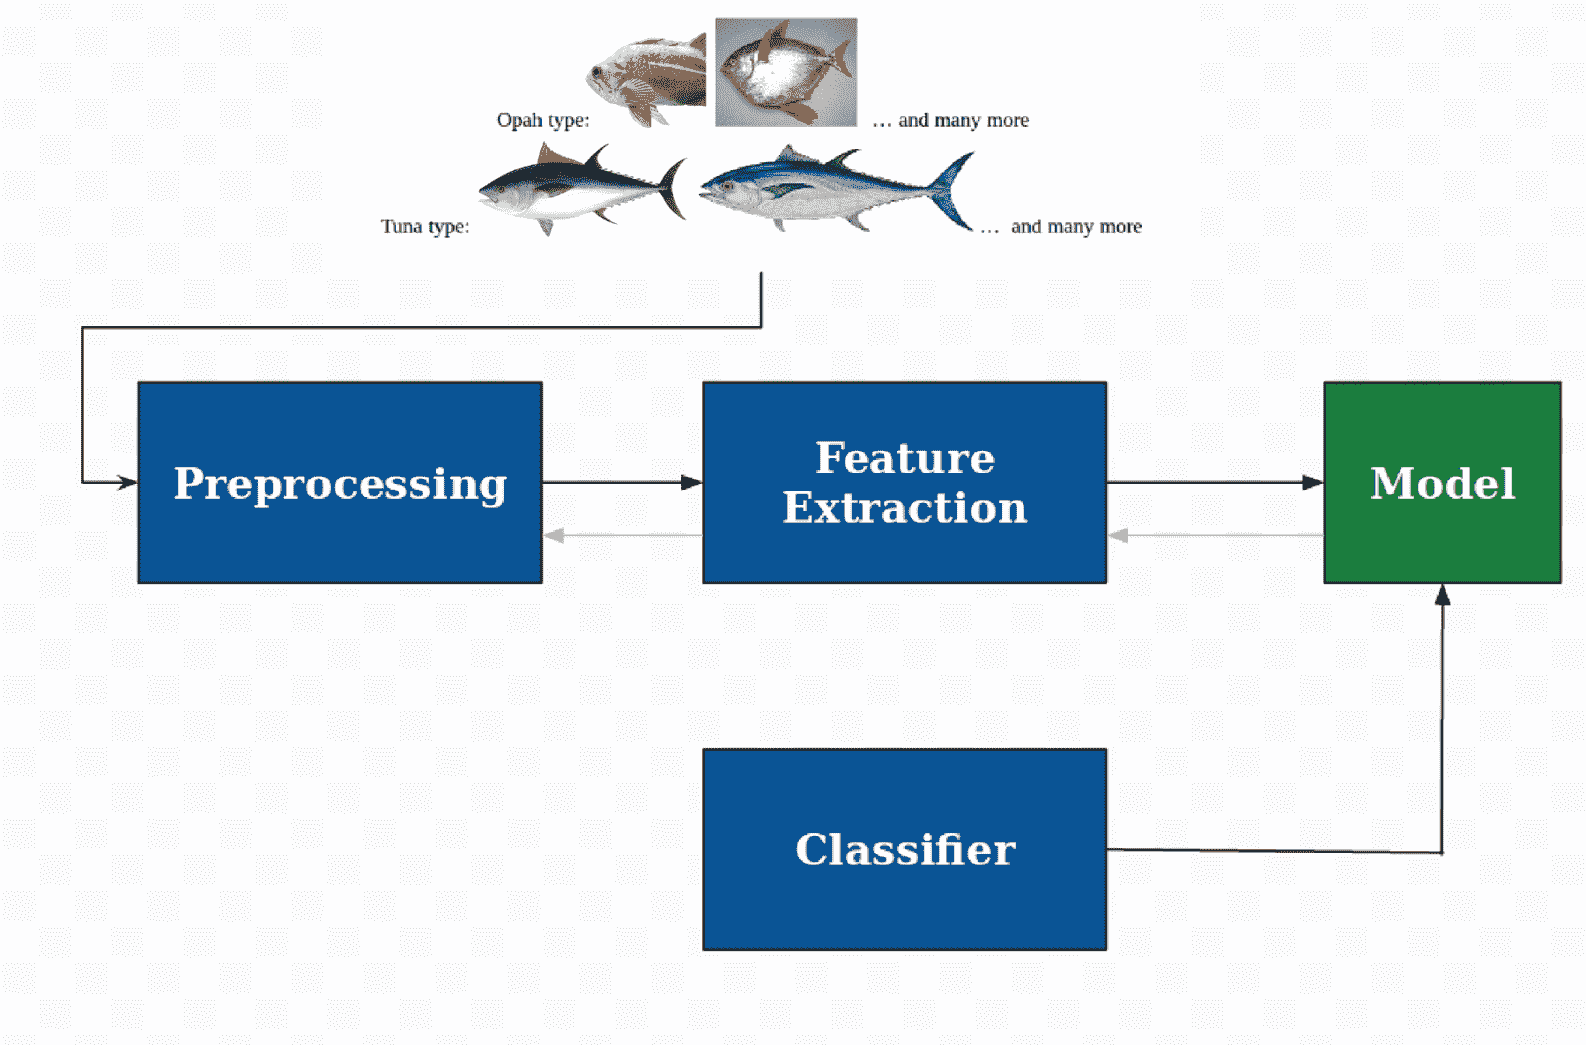 Opah type:
… and many more
Tuna type:
… and many more
Preprocessing
Feature
Extraction
Model
Classifier